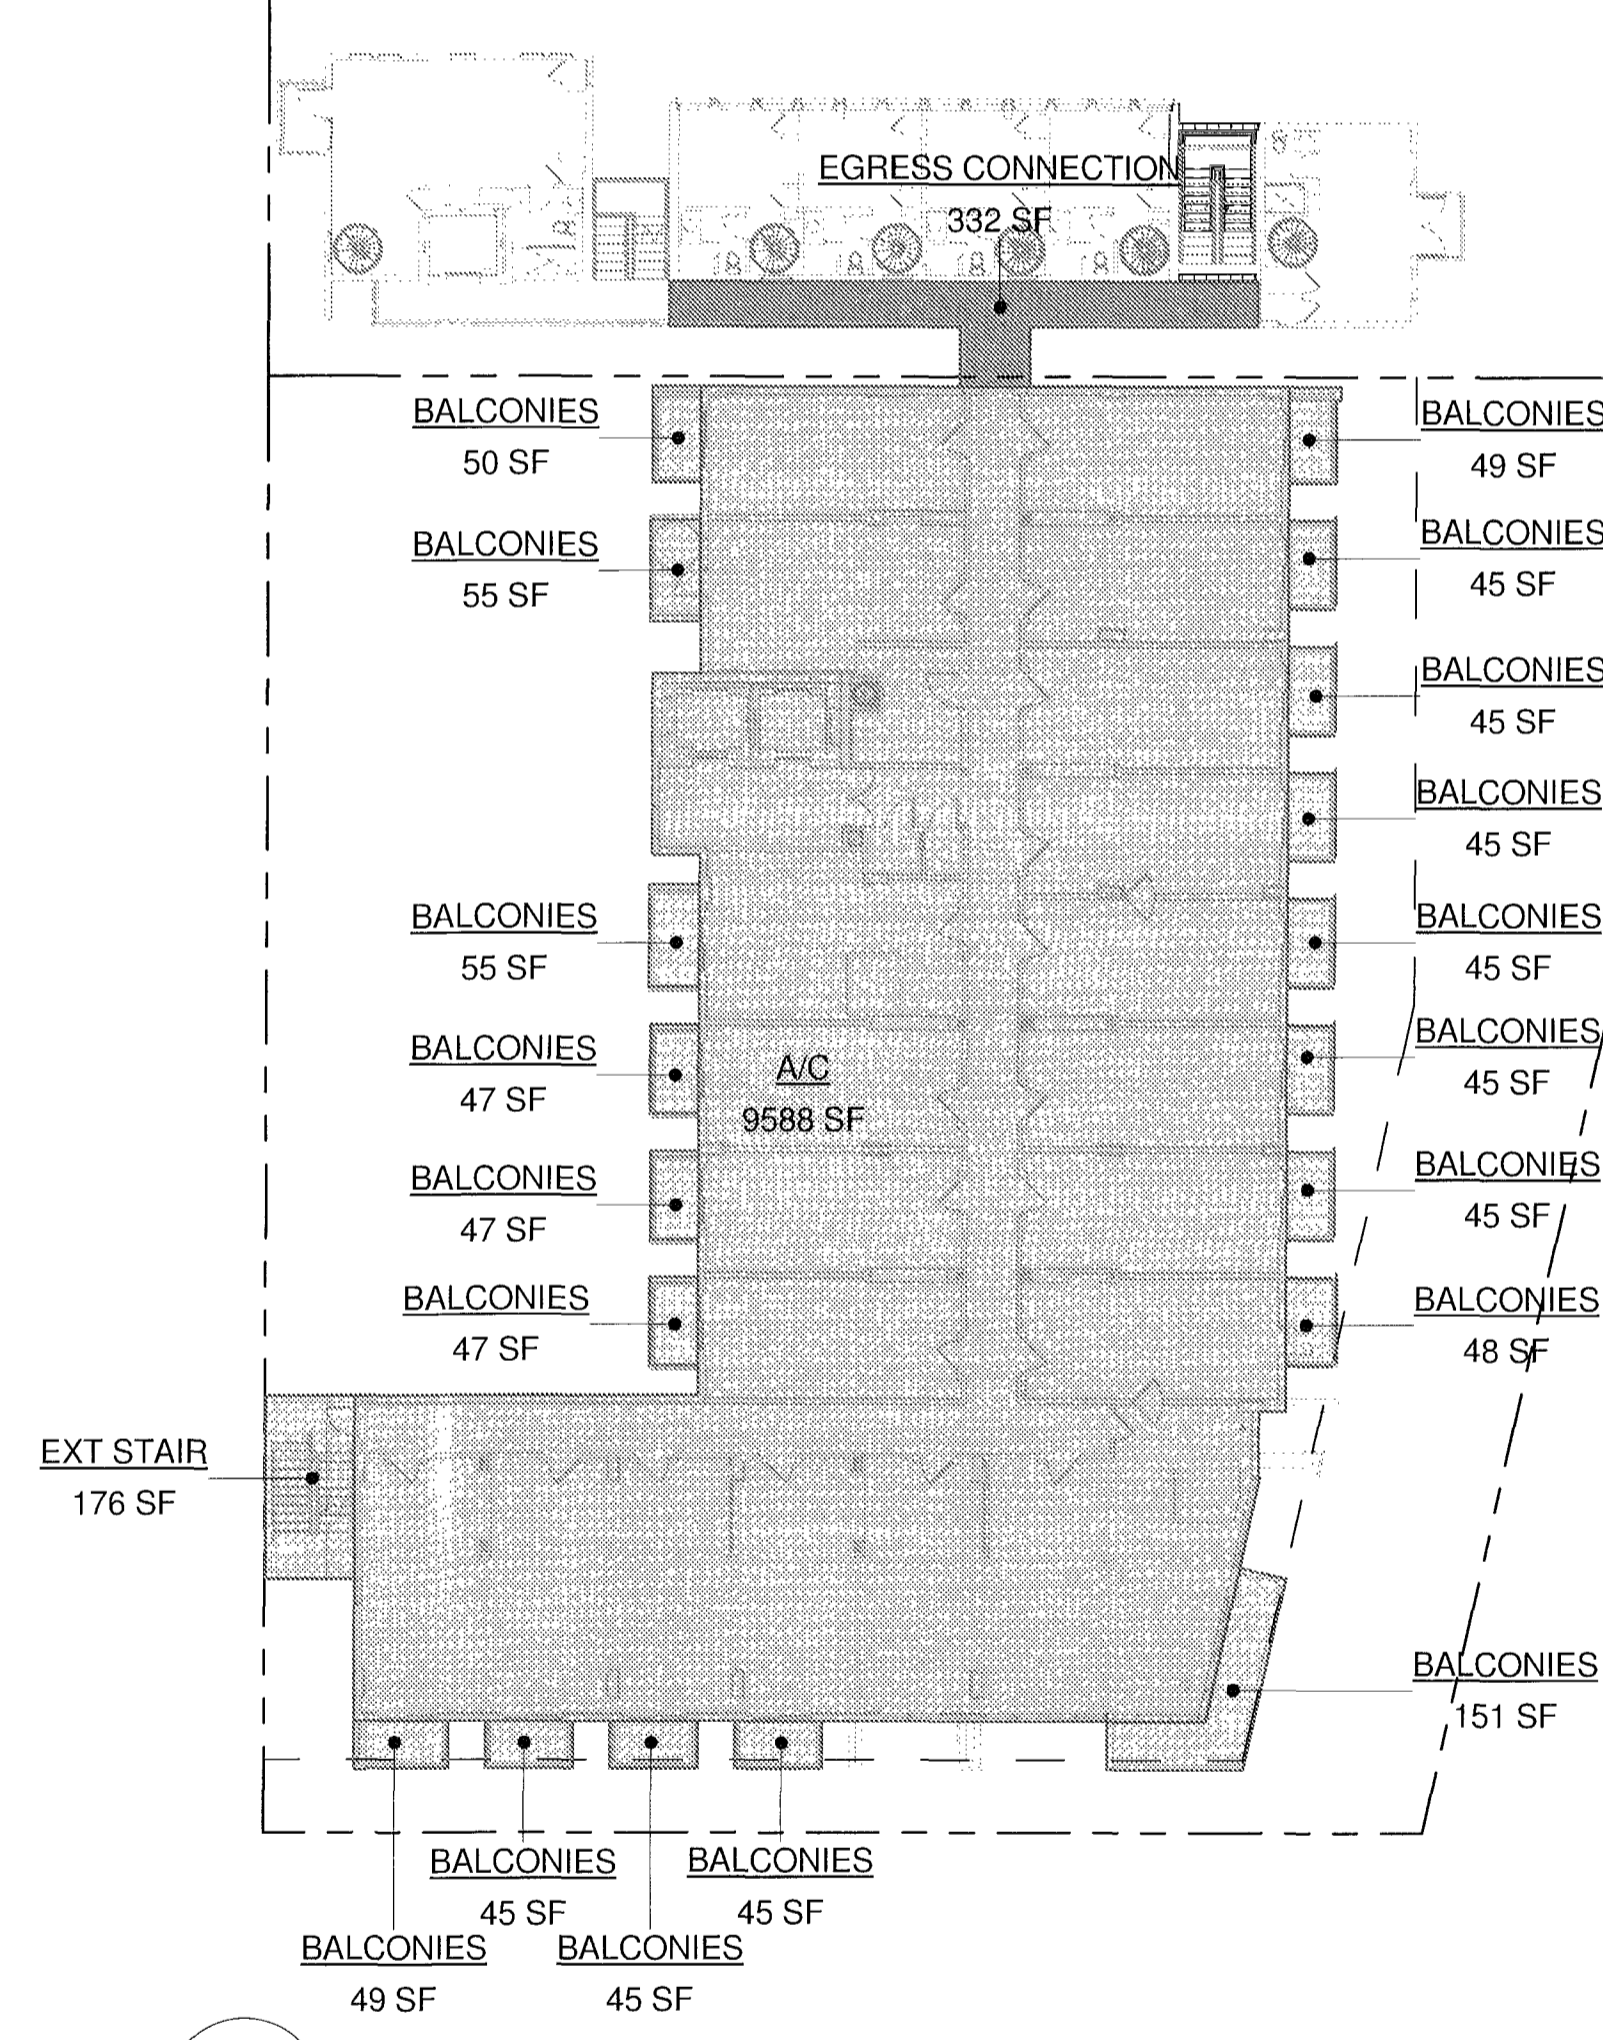 EGRESS CONNECTION
332 SF
BALCONIES
50 SF
BALCONIES
49 SF
BALCONIES
55 SF
BALCONIES
45 SF
BALCONIES
45 SF
BALCONIES
45 SF
BALCONIES
55 SF
BALCONIES
45 SF
BALCONIES
47 SF
A/C
9588 SF
BALCONIES
45 SF
BALCONIES
47 SF
BALCONIES
45 SF
BALCONIES
47 SF
BALCONIES
48 SF
EXT STAIR
176 SF
BALCONIES
151 SF
BALCONIES
45 SF
BALCONIES
45 SF
BALCONIES
49 SF
BALCONIES
45 SF